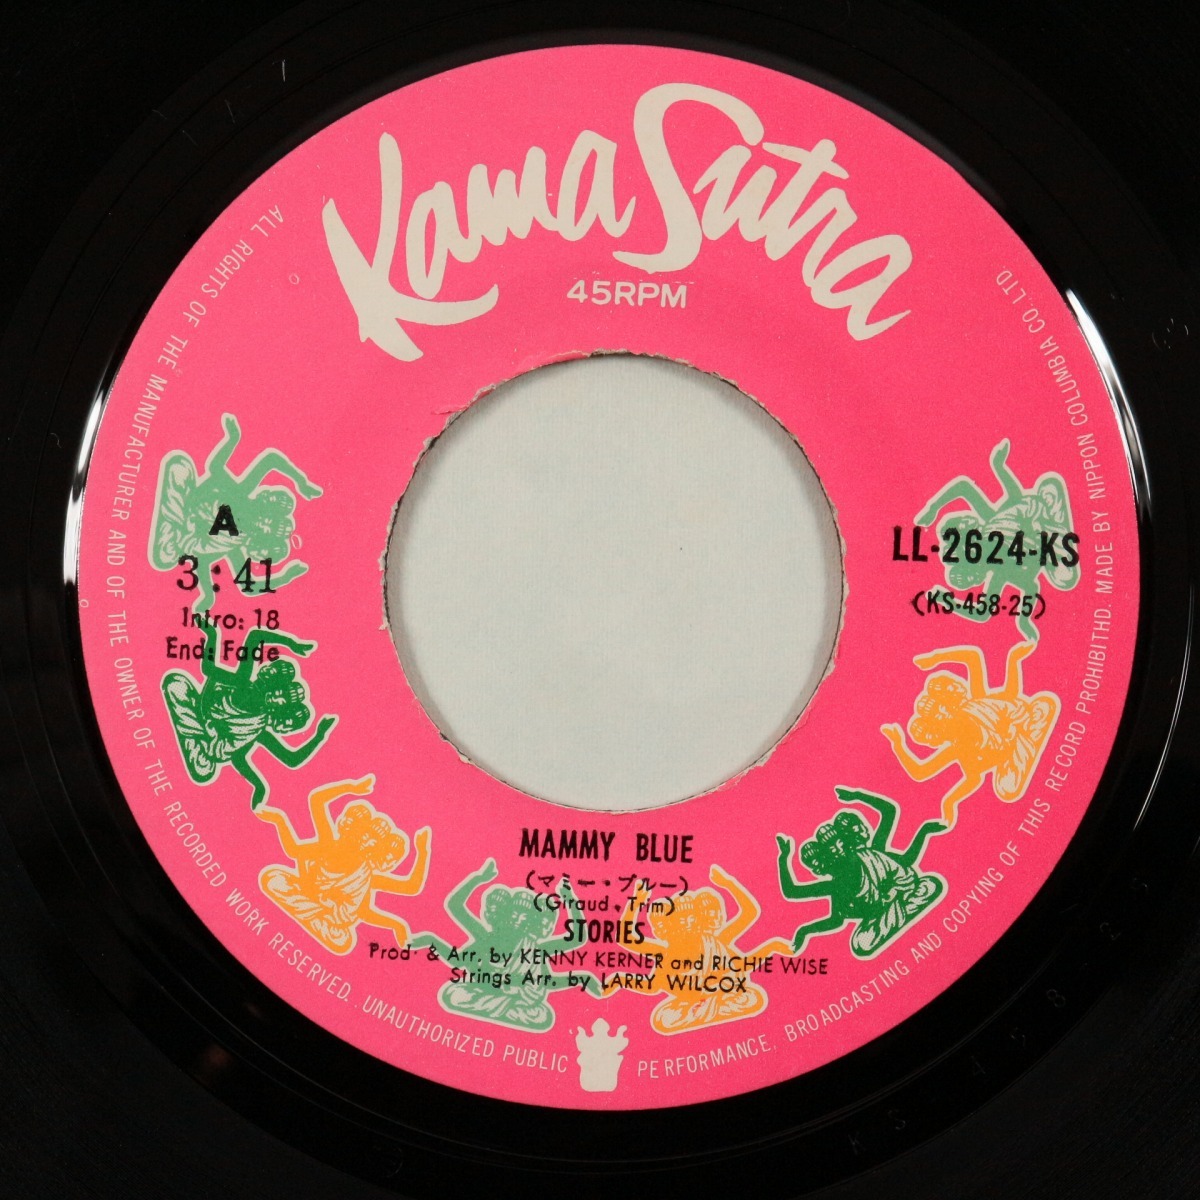 Kama Sutra
45RPM
A
3:41
Intro: 18
End: Fade
LL-2624-KS
(KS-458-25)
MAMMY BLUE
(マミー・ブルー)
(Giraud, Trim)
STORIES
Prod. & Arr. by KENNY KERNER and RICHIE WISE
Strings Arr. by LARRY WILCOX
ALL RIGHTS OF THE MANUFACTURER AND OF THE OWNER OF THE RECORDED WORK RESERVED. UNAUTHORIZED PUBLIC PERFORMANCE, BROADCASTING AND COPYING OF THIS RECORD PROHIBITHD. MADE BY NIPPON COLUMBIA CO. LTD